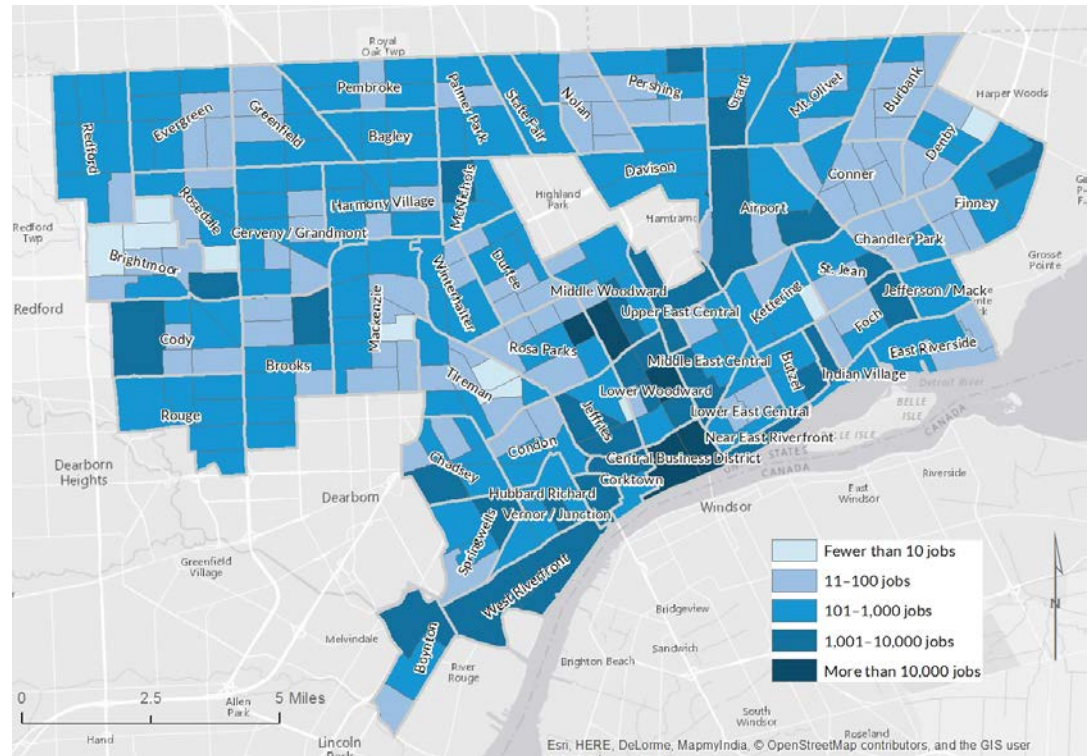 Royal
Oak Twp
Pembroke
Palmer Park
State Fair
Nolan
Pershing
Grant
Mt. Olivet
Burbank
Harper Woods
Redford
Evergreen
Greenfield
Bagley
Denby
Davison
Conner
Highland
Park
Hamtramc
McNichols
Harmony Village
Rosedale
Cerveny / Grandmont
Airport
Finney
Redford
Twp
Brightmoor
Chandler Park
Grosse
Pointe
Winterhalter
Durfee
Middle Woodward
St. Jean
Kettering
Jefferson / Mack
Redford
Mackenzie
Upper East Central
Foch
Cody
Rosa Parks
Middle East Central
East Riverside
Brooks
Butzel
Indian Village
Tireman
Lower Woodward
Detroit River
BELLE
ISLE
Rouge
Jeffries
Lower East Central
CANADA
Condon
Near East Riverfront
BELLE ISLE
Dearborn
Heights
Chadsey
Central Business District
UNITED STATES
CANADA
Riverside
Dearborn
Corktown
East
Windsor
Hubbard Richard
Vernor / Junction
Windsor
Springwells
Greenfield
Village
West Riverfront
Fewer than 10 jobs
11–100 jobs
101–1,000 jobs
1,001–10,000 jobs
More than 10,000 jobs
N
Bridgeview
Sandwich
Melvindale
Boynton
River
Rouge
Brighton Beach
0 2.5 5 Miles
Allen
Park
South
Windsor
Hand
Lincoln
Roseland
Esri, HERE, DeLorme, MapmyIndia, © OpenStreetMap contributors, and the GIS user